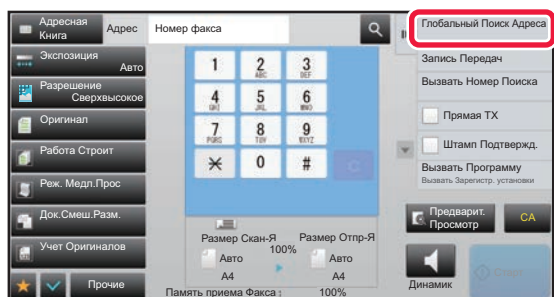 Адресная
Книга
Адрес
Номер факса
Глобальный Поиск Адреса
Экспозиция
Авто
Разрешение
Сверхвысокое
Оригинал
Работа Строит
Реж. Медл.Прос
Док.Смеш.Разм.
Учет Оригиналов
Прочие
1
2
ABC
3
DEF
4
GHI
5
JKL
6
MNO
7
PQRS
8
TUV
9
WXYZ
0
#
C
Размер Скан-Я
100%
Размер Отпр-Я
Авто
A4
Авто
A4
Память приема Факса :
100%
Запись Передач
Вызвать Номер Поиска
Прямая TX
Штамп Подтвержд.
Вызвать Программу
Вызвать Зарегистр. установки
Предварит.
Просмотр
CA
Динамик
Старт